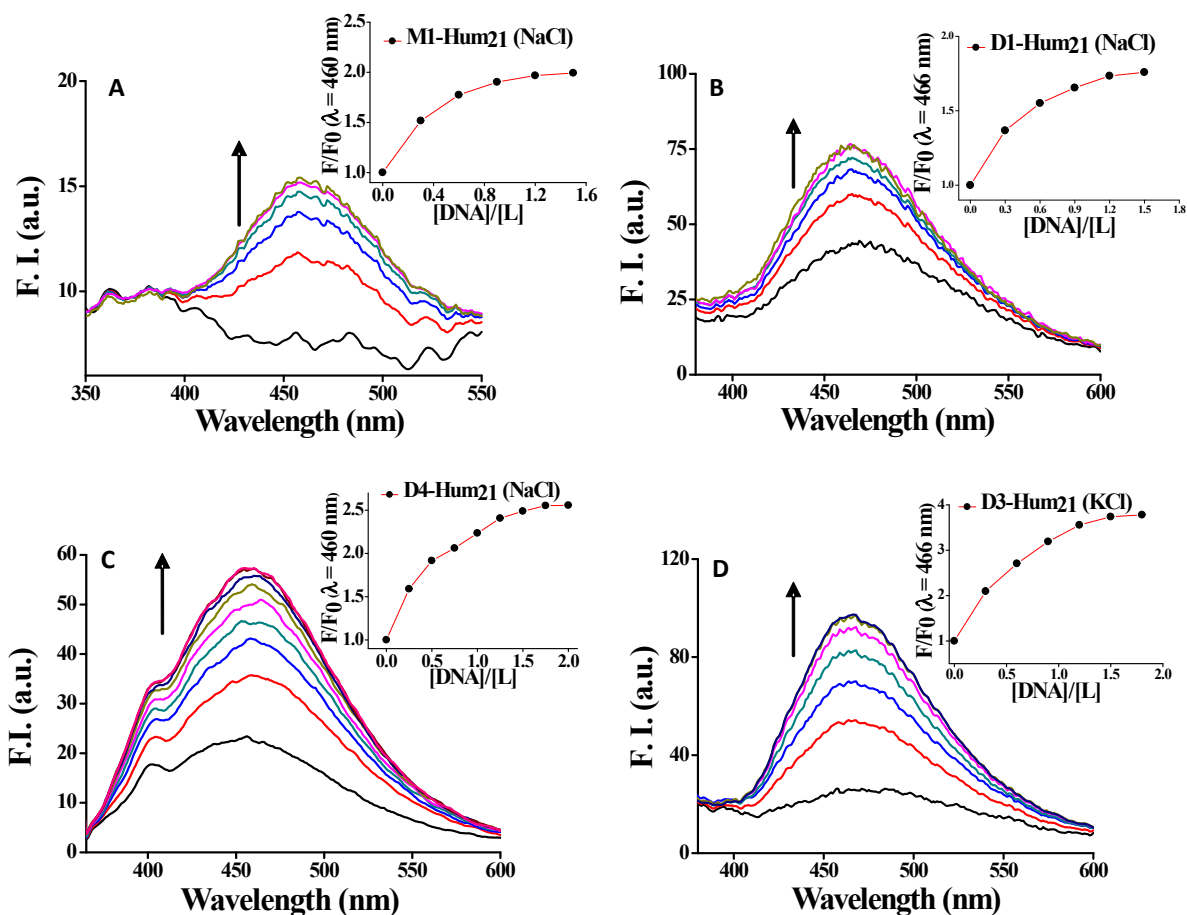 A
20
15
10
F. I. (a.u.)
350 400 450 500 550
Wavelength (nm)
M1-Hum21 (NaCl)
2.5
2.0
1.5
1.0
F/F0 (λ = 460 nm)
0.0 0.4 0.8 1.2 1.6
[DNA]/[L]
B
100
75
50
25
0
F. I. (a.u.)
400 450 500 550 600
Wavelength (nm)
D1-Hum21 (NaCl)
2.0
1.5
1.0
F/F0 (λ = 466 nm)
0.0 0.3 0.6 0.9 1.2 1.5 1.8
[DNA]/[L]
C
60
50
40
30
20
10
0
F.I. (a.u.)
400 450 500 550 600
Wavelength (nm)
D4-Hum21 (NaCl)
2.5
2.0
1.5
1.0
F/F0 (λ = 460 nm)
0.0 0.5 1.0 1.5 2.0
[DNA]/[L]
D
120
80
40
0
F. I. (a.u.)
400 450 500 550 600
Wavelength (nm)
D3-Hum21 (KCl)
4
3
2
1
F/F0 (λ = 466 nm)
0.0 0.5 1.0 1.5 2.0
[DNA]/[L]